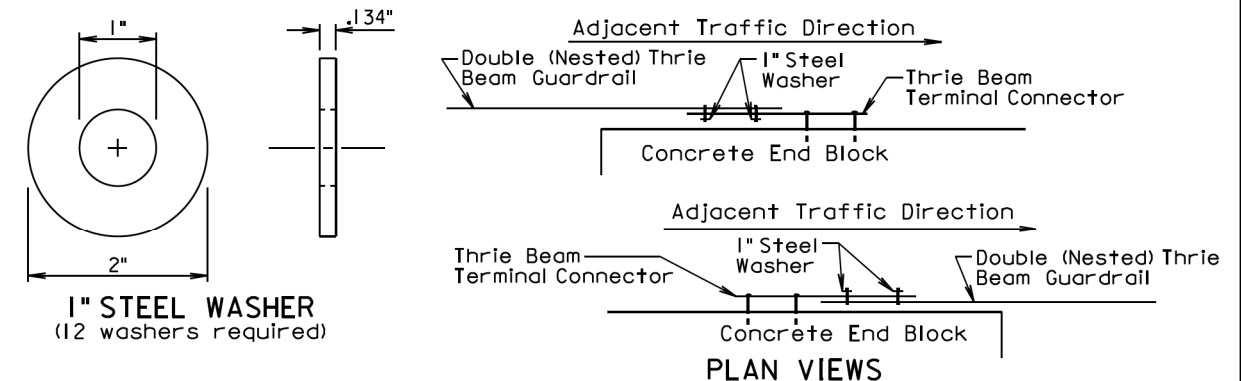 1"
.134"
2"
1" STEEL WASHER
(12 washers required)
Adjacent Traffic Direction
Double (Nested) Thrie
Beam Guardrail
1" Steel
Washer
Thrie Beam
Terminal Connector
Concrete End Block
Adjacent Traffic Direction
Thrie Beam
Terminal Connector
1" Steel
Washer
Double (Nested) Thrie
Beam Guardrail
Concrete End Block
PLAN VIEWS